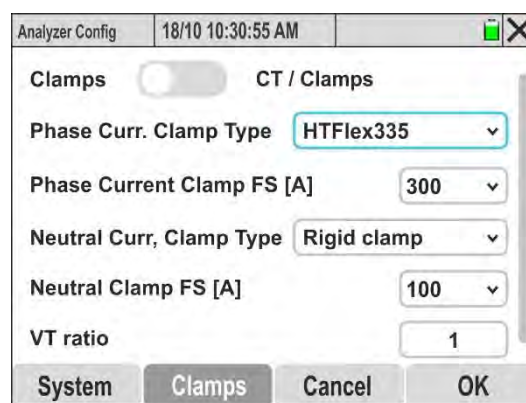 Analyzer Config 18/10 10:30:55 AM
Clamps CT / Clamps
Phase Curr. Clamp Type HTFlex335
Phase Current Clamp FS [A] 300
Neutral Curr, Clamp Type Rigid clamp
Neutral Clamp FS [A] 100
VT ratio 1
System Clamps Cancel OK